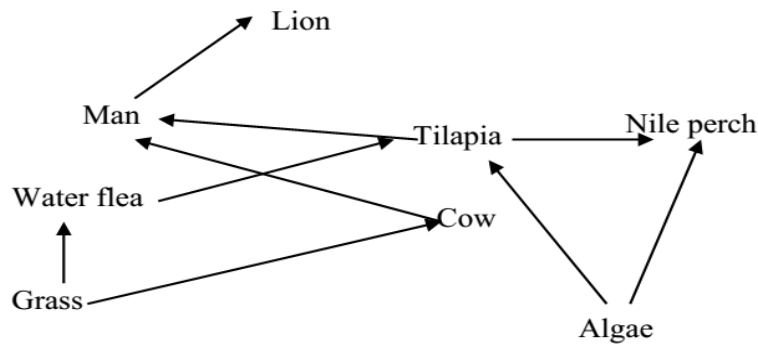 Lion
Man
Tilapia
Nile perch
Water flea
Cow
Grass
Algae